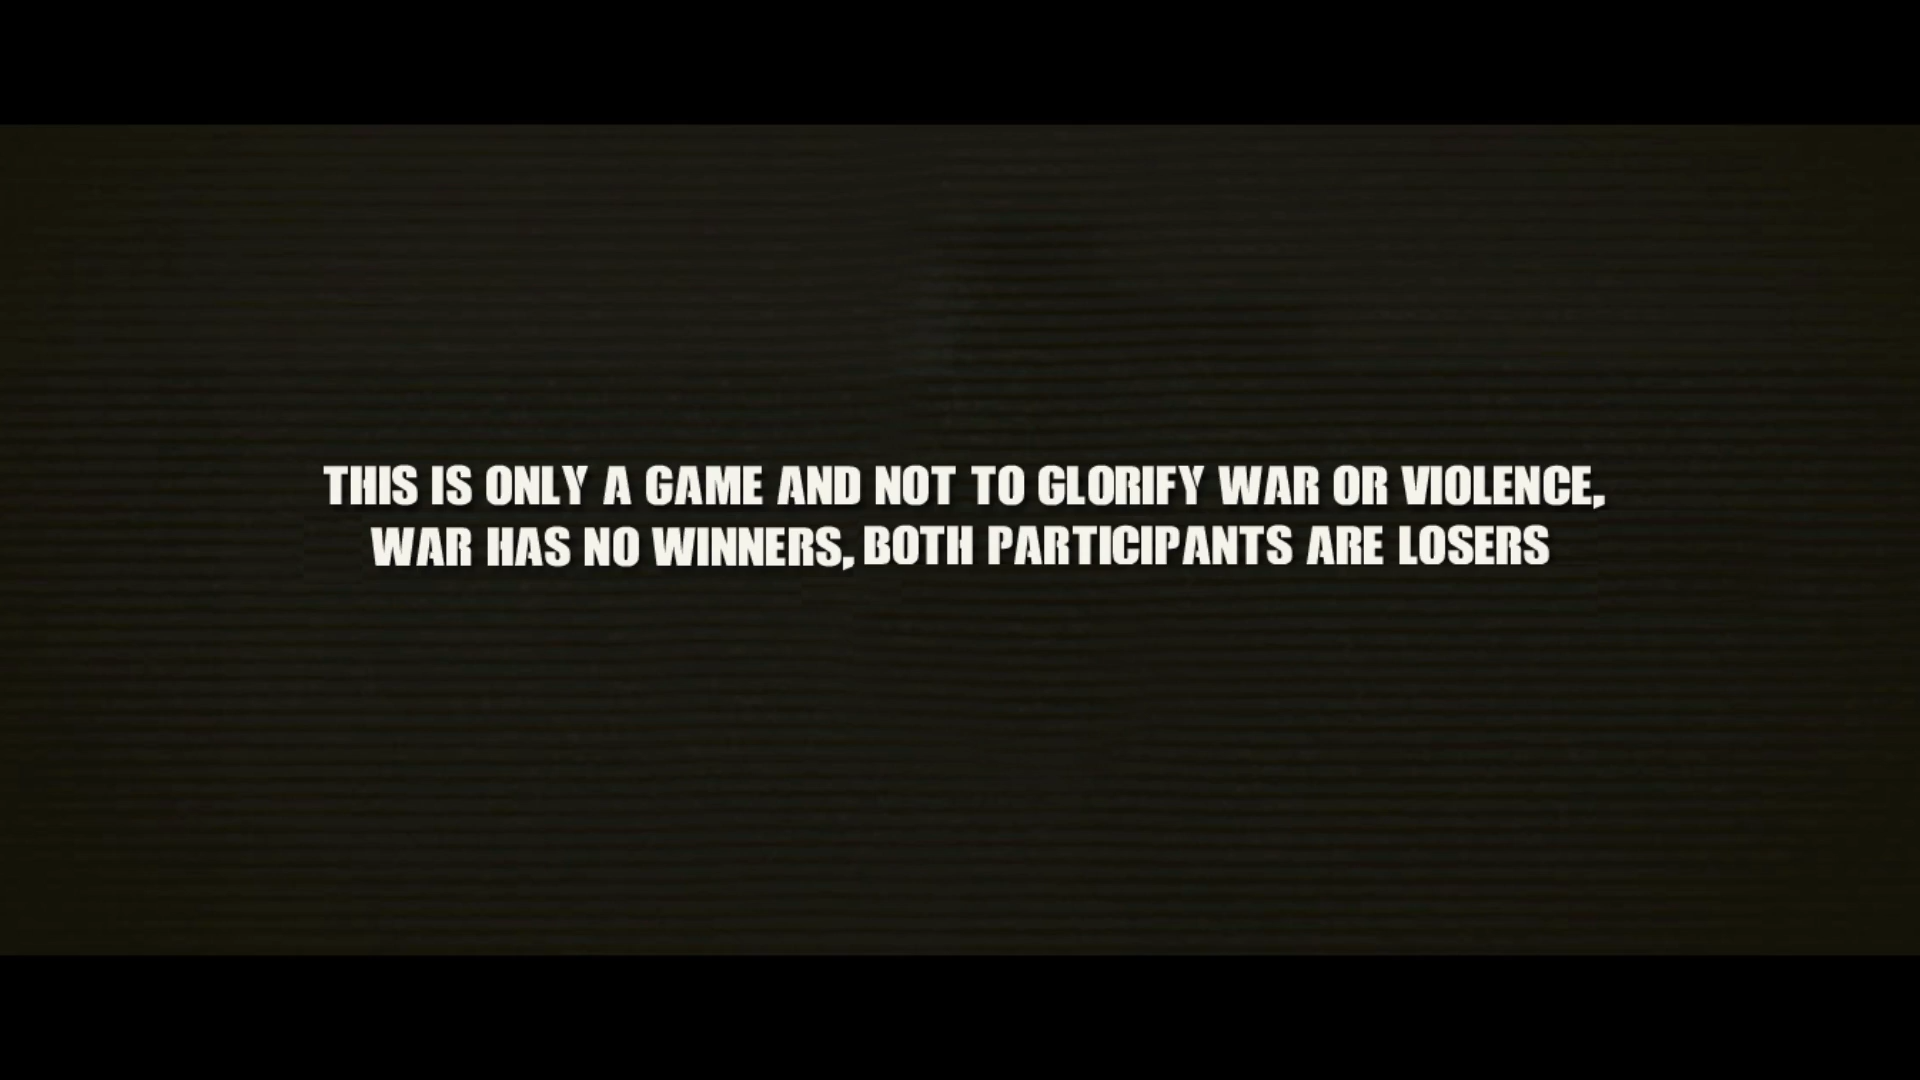 THIS IS ONLY A GAME AND NOT TO GLORIFY WAR OR VIOLENCE,
WAR HAS NO WINNERS, BOTH PARTICIPANTS ARE LOSERS